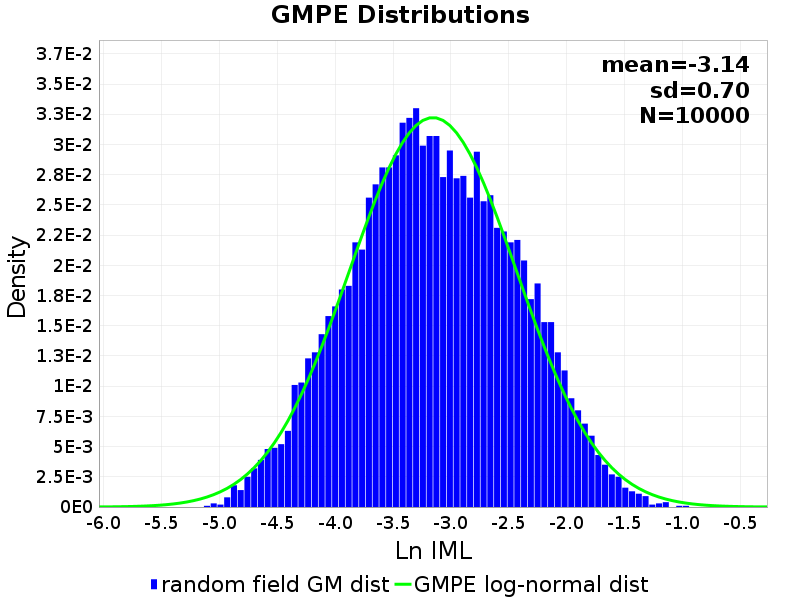 GMPE Distributions
mean=-3.14
sd=0.70
N=10000
Density
3.7E-2
3.5E-2
3.3E-2
3E-2
2.8E-2
2.5E-2
2.2E-2
2E-2
1.8E-2
1.5E-2
1.3E-2
1E-2
7.5E-3
5E-3
2.5E-3
0E0
-6.0 -5.5 -5.0 -4.5 -4.0 -3.5 -3.0 -2.5 -2.0 -1.5 -1.0 -0.5
Ln IML
random field GM dist GMPE log-normal dist